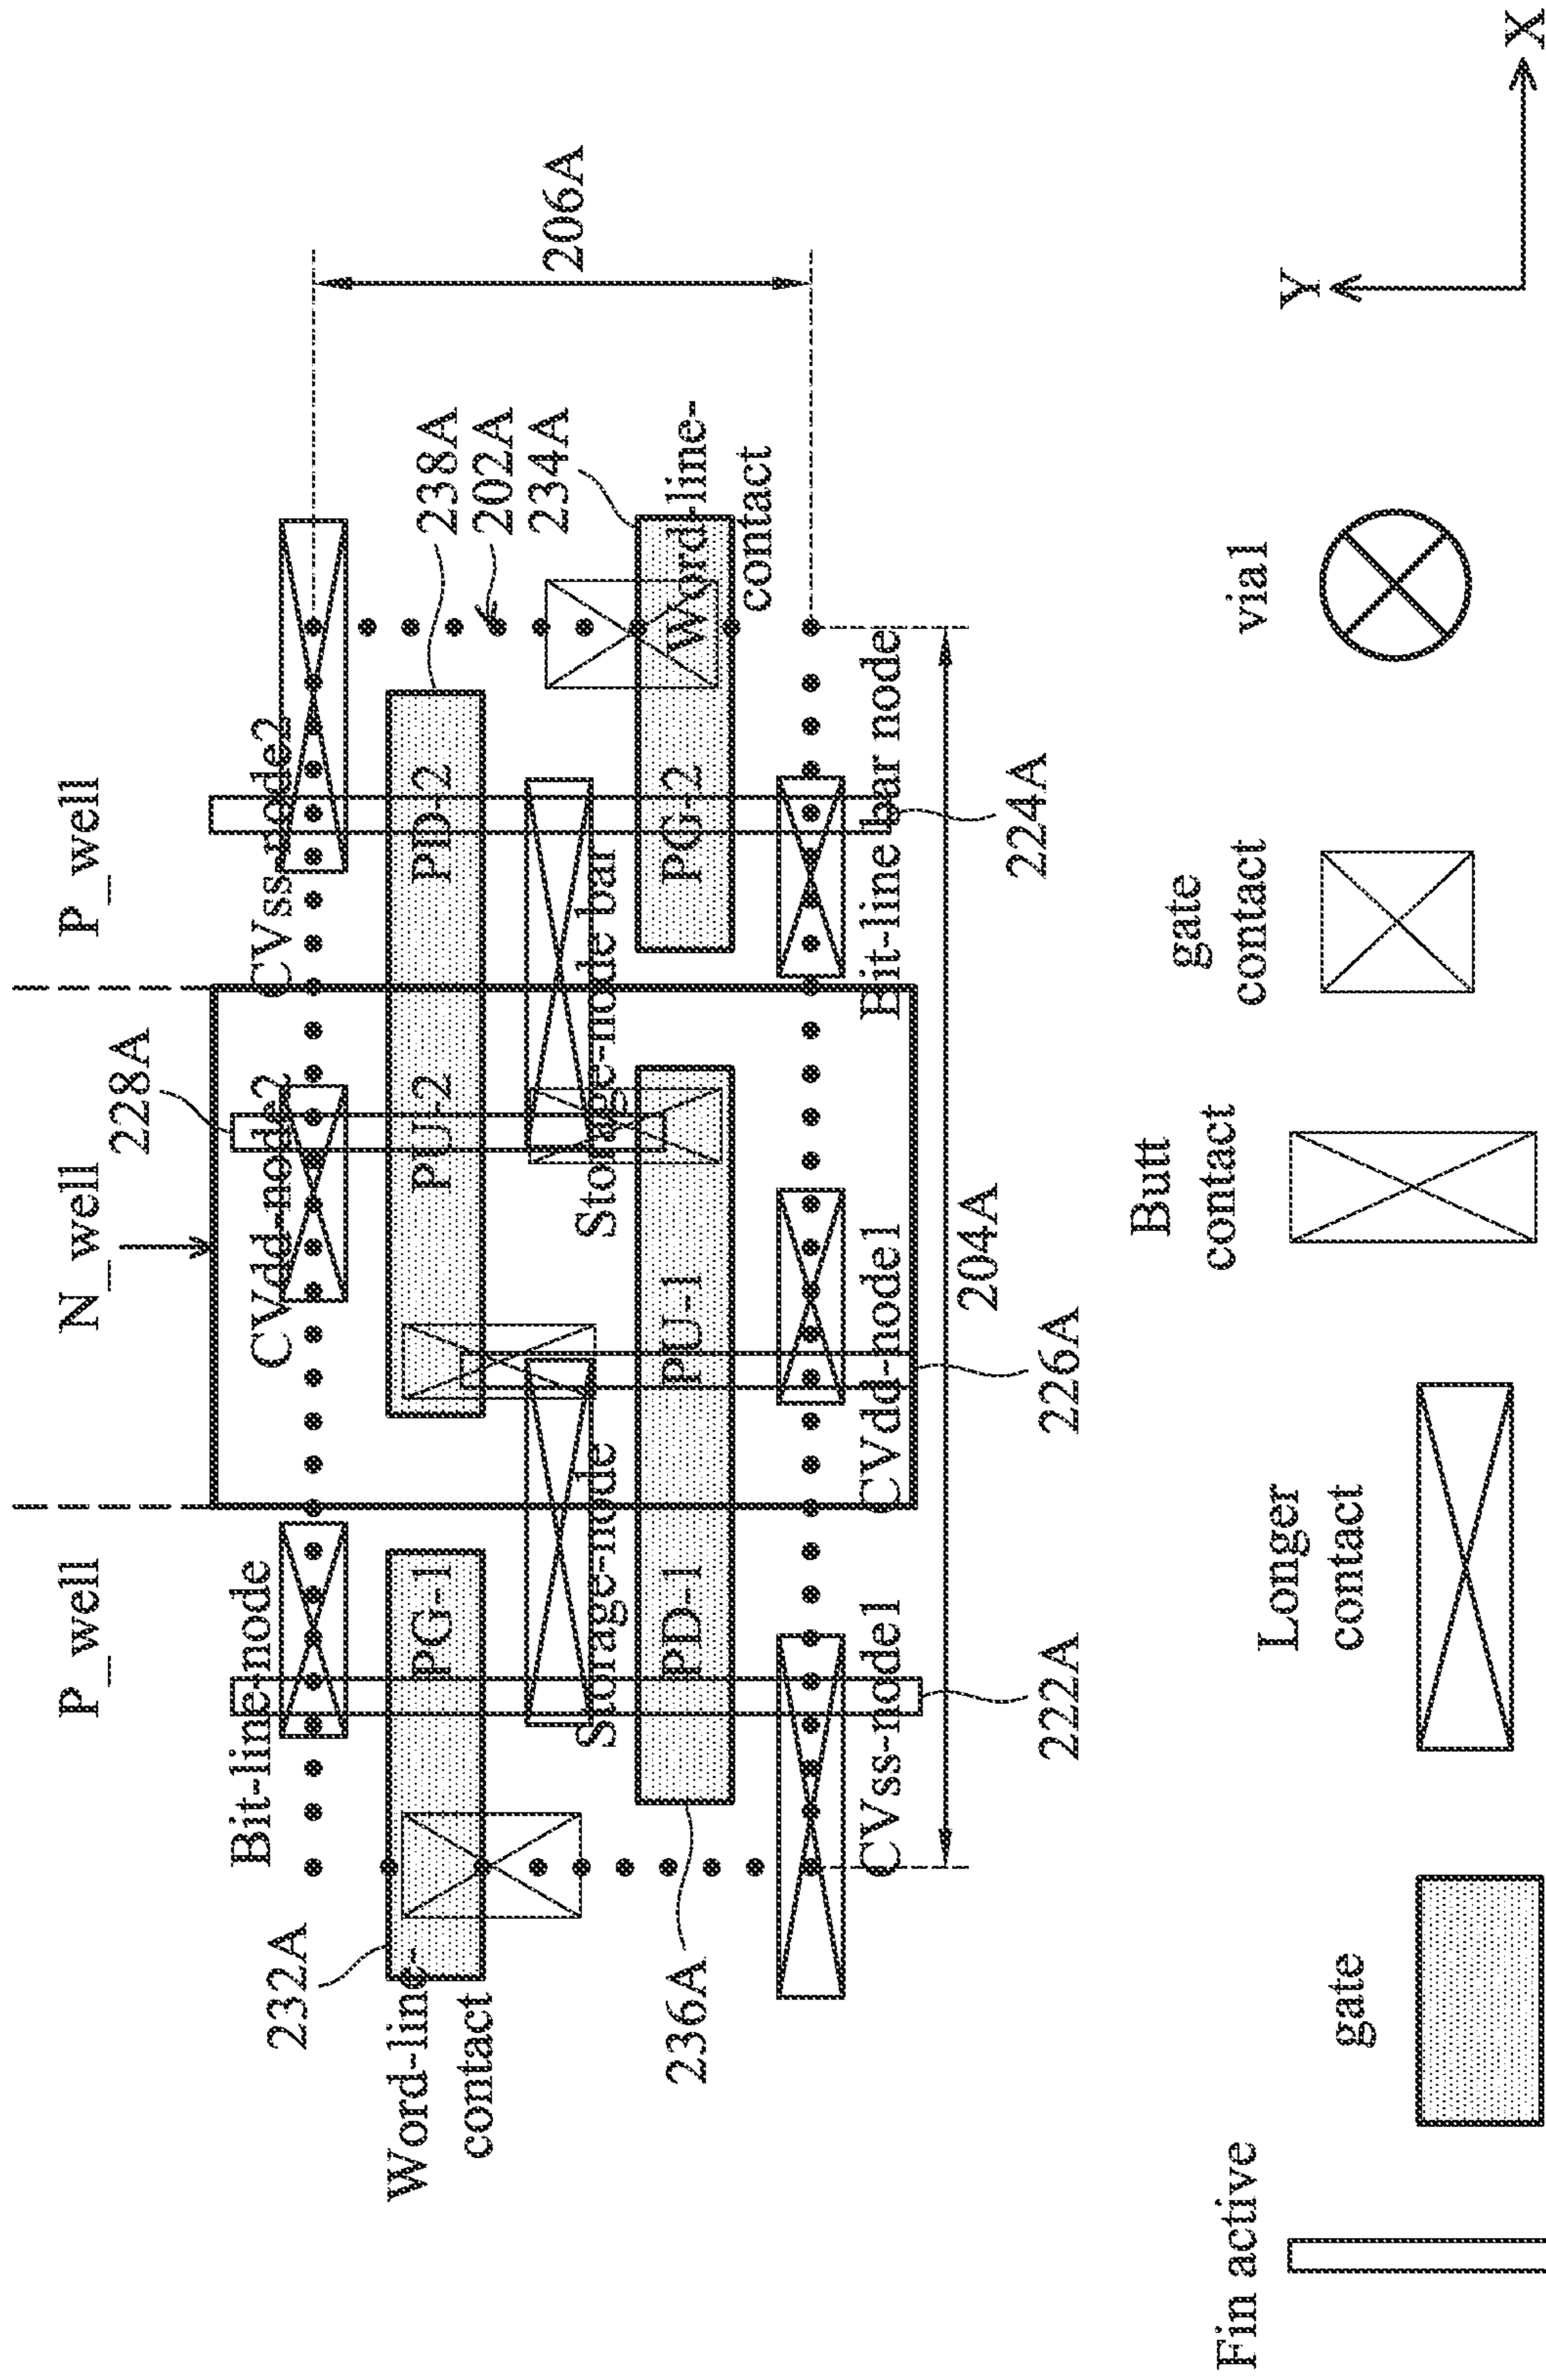 P_well
N_well
P_well
228A
Bit-line-node
CVdd-node2
CVss-node2
232A
PG-1
PU-2
PD-2
238A
202A
234A
206A
Word-line-
contact
Storage-node
Storage-node bar
PD-1
PU-1
PG-2
Word-line-
contact
236A
CVss-node1
CVdd-node1
Bit-line bar node
204A
222A
226A
224A
Fin active
gate
Longer
contact
Butt
contact
gate
contact
via1
Y
X